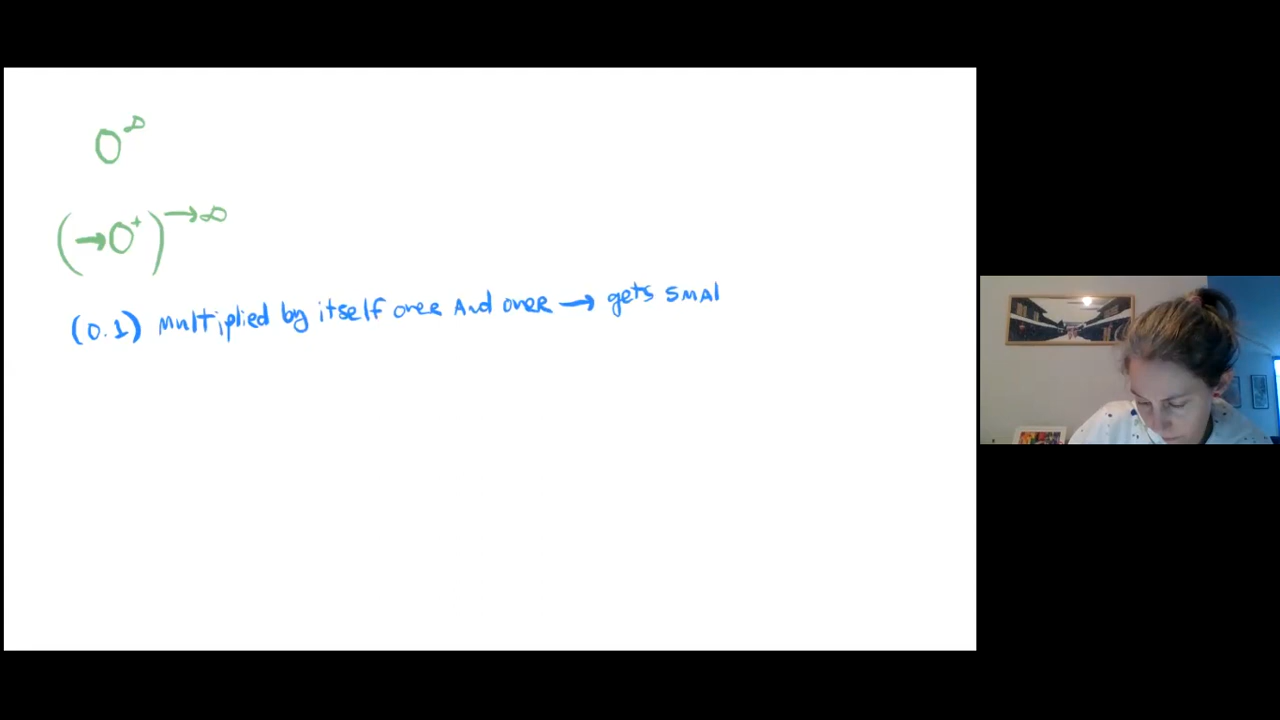 0^∞
(→0⁺)^→∞
(0.1) multiplied by itself over And over → gets smal